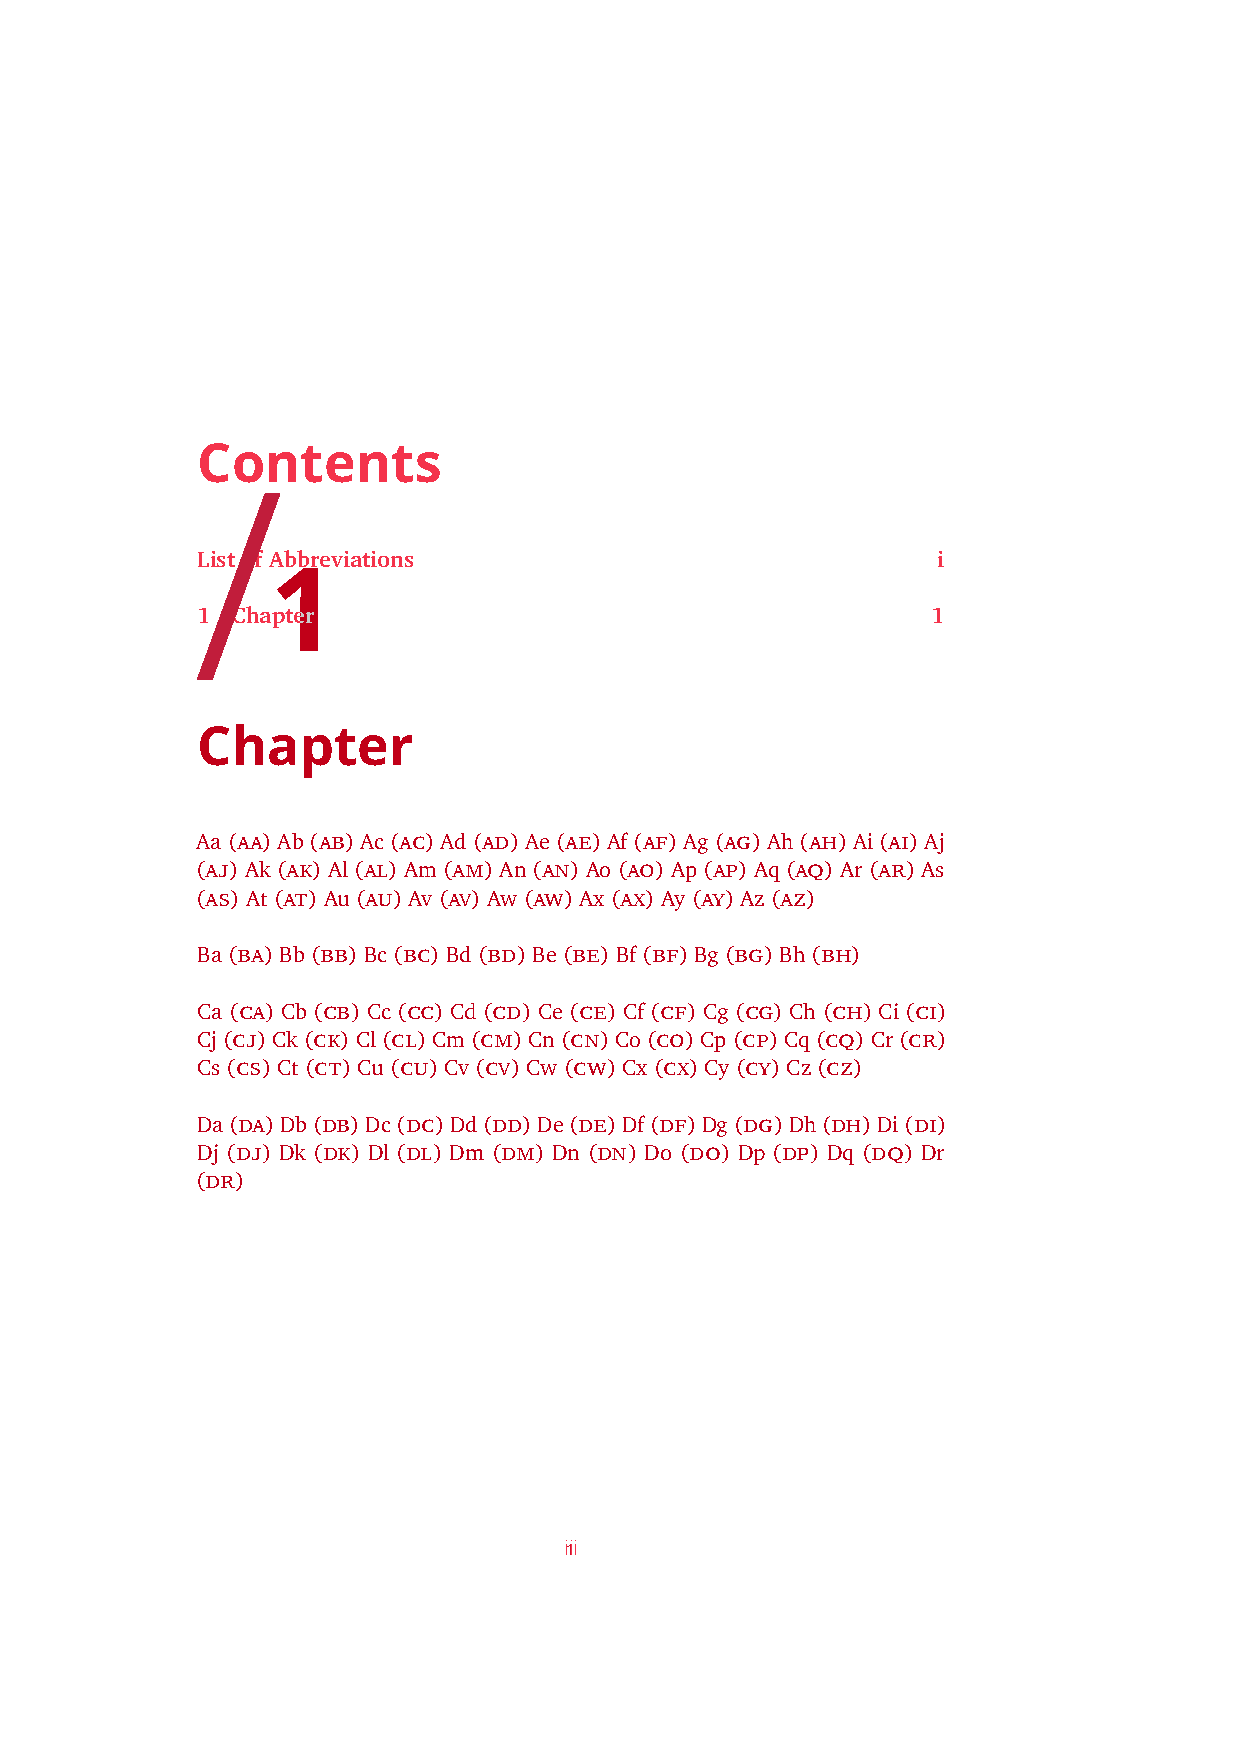 Contents
List of Abbreviations i
1
1 Chapter 1
Chapter
Aa (AA) Ab (AB) Ac (AC) Ad (AD) Ae (AE) Af (AF) Ag (AG) Ah (AH) Ai (AI) Aj
(AJ) Ak (AK) Al (AL) Am (AM) An (AN) Ao (AO) Ap (AP) Aq (AQ) Ar (AR) As
(AS) At (AT) Au (AU) Av (AV) Aw (AW) Ax (AX) Ay (AY) Az (AZ)
Ba (BA) Bb (BB) Bc (BC) Bd (BD) Be (BE) Bf (BF) Bg (BG) Bh (BH)
Ca (CA) Cb (CB) Cc (CC) Cd (CD) Ce (CE) Cf (CF) Cg (CG) Ch (CH) Ci (CI)
Cj (CJ) Ck (CK) Cl (CL) Cm (CM) Cn (CN) Co (CO) Cp (CP) Cq (CQ) Cr (CR)
Cs (CS) Ct (CT) Cu (CU) Cv (CV) Cw (CW) Cx (CX) Cy (CY) Cz (CZ)
Da (DA) Db (DB) Dc (DC) Dd (DD) De (DE) Df (DF) Dg (DG) Dh (DH) Di (DI)
Dj (DJ) Dk (DK) Dl (DL) Dm (DM) Dn (DN) Do (DO) Dp (DP) Dq (DQ) Dr
(DR)